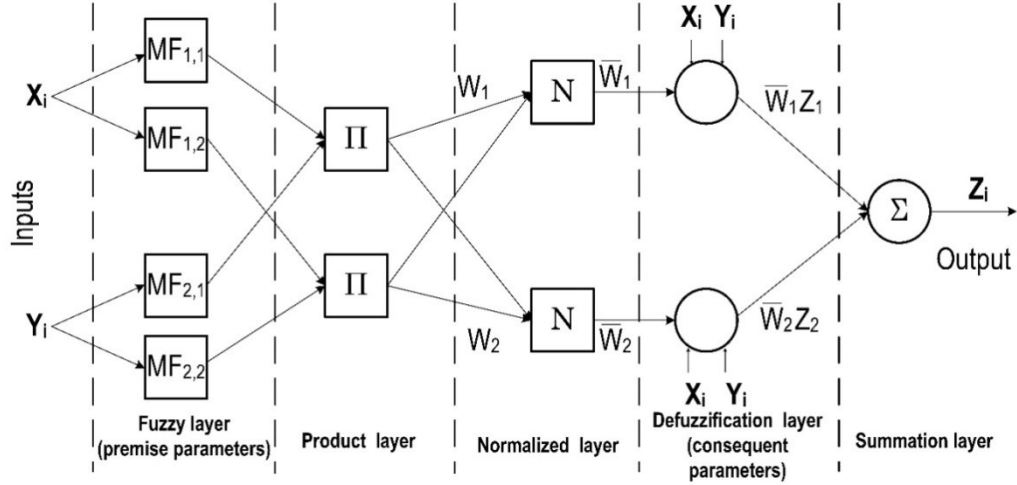 Inputs
Xᵢ
Yᵢ
MF₁,₁
MF₁,₂
MF₂,₁
MF₂,₂
Fuzzy layer
(premise parameters)
Π
Π
Product layer
W₁
W₂
N
N
Normalized layer
W̅₁
W̅₂
Xᵢ Yᵢ
Xᵢ Yᵢ
Defuzzification layer
(consequent
parameters)
W̅₁Z₁
W̅₂Z₂
Σ
Summation layer
Zᵢ
Output